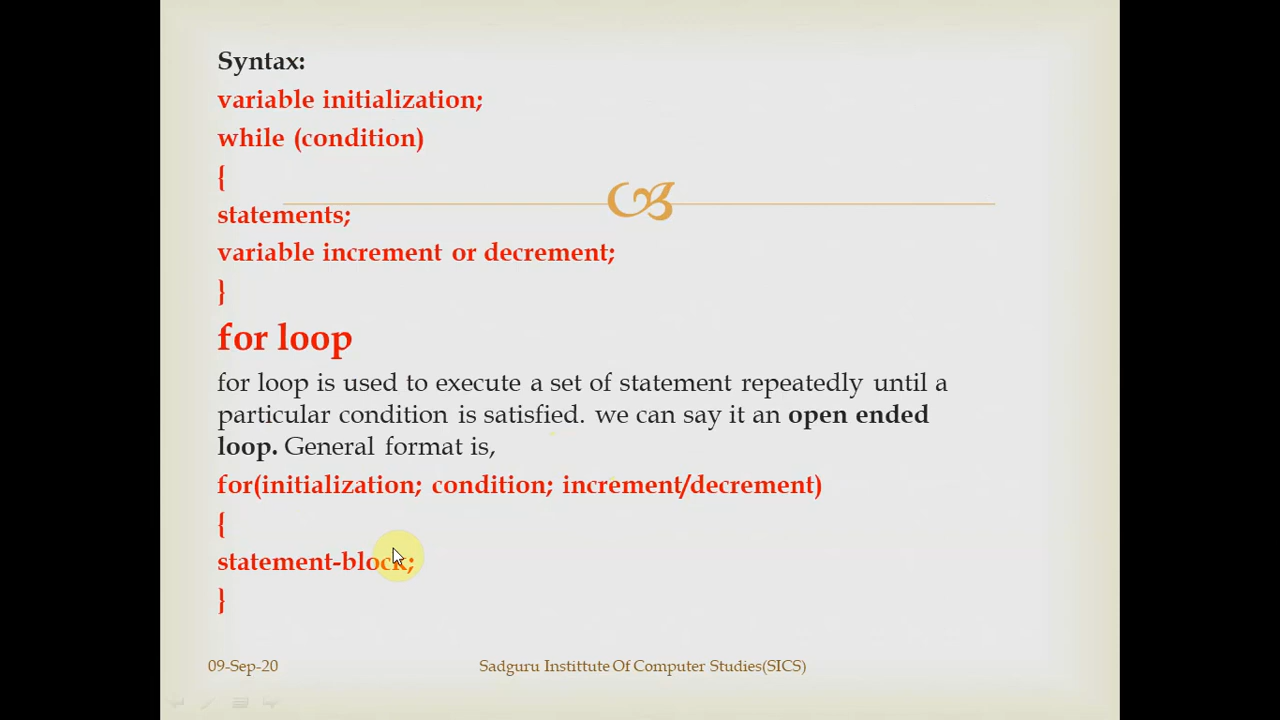 Syntax:
variable initialization;
while (condition)
{
statements;
variable increment or decrement;
}
for loop
for loop is used to execute a set of statement repeatedly until a
particular condition is satisfied. we can say it an open ended
loop. General format is,
for(initialization; condition; increment/decrement)
{
statement-block;
}
09-Sep-20
Sadguru Instittute Of Computer Studies(SICS)